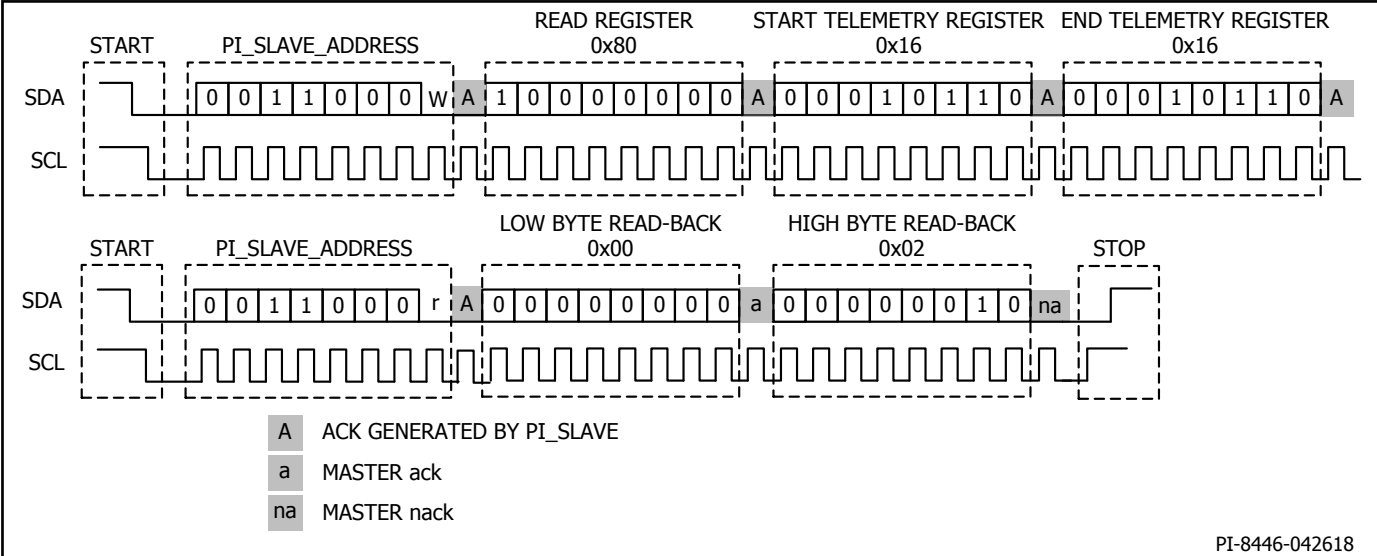 READ REGISTER START TELEMETRY REGISTER END TELEMETRY REGISTER
START PI_SLAVE_ADDRESS 0x80 0x16 0x16
SDA 0 0 1 1 0 0 0 W A 1 0 0 0 0 0 0 0 A 0 0 0 1 0 1 1 0 A 0 0 0 1 0 1 1 0 A
SCL
LOW BYTE READ-BACK HIGH BYTE READ-BACK
START PI_SLAVE_ADDRESS 0x00 0x02 STOP
SDA 0 0 1 1 0 0 0 r A 0 0 0 0 0 0 0 0 a 0 0 0 0 0 0 1 0 na
SCL
A ACK GENERATED BY PI_SLAVE
a MASTER ack
na MASTER nack
PI-8446-042618